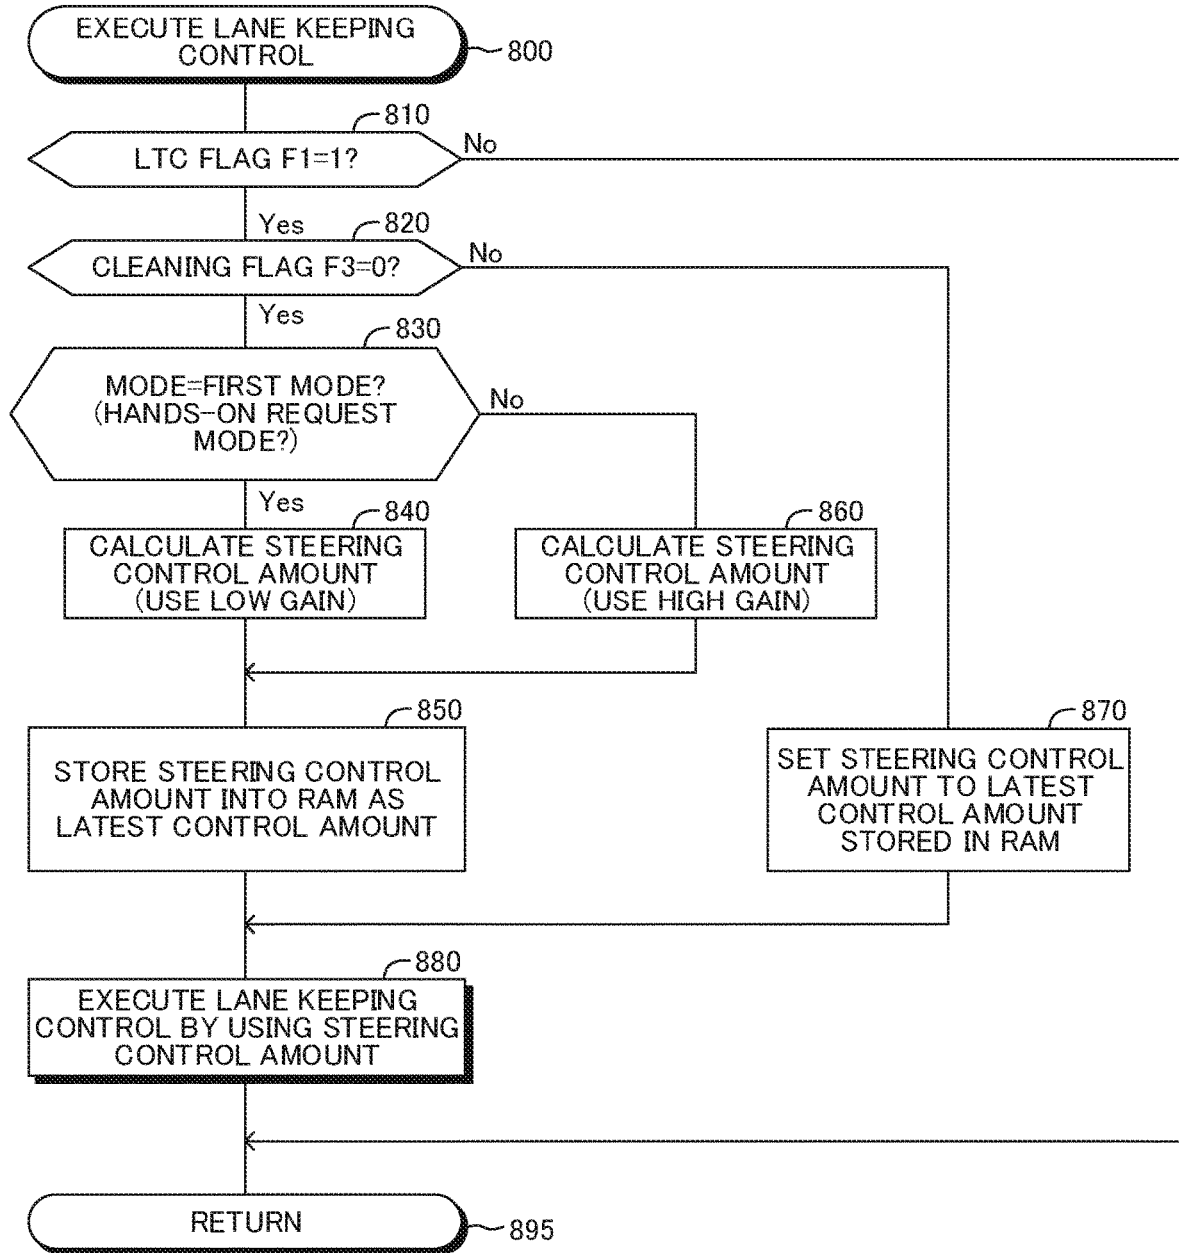 EXECUTE LANE KEEPING
CONTROL
800
810
LTC FLAG F1=1?
No
Yes
820
CLEANING FLAG F3=0?
No
Yes
830
MODE=FIRST MODE?
(HANDS-ON REQUEST
MODE?)
No
Yes
840
CALCULATE STEERING
CONTROL AMOUNT
(USE LOW GAIN)
860
CALCULATE STEERING
CONTROL AMOUNT
(USE HIGH GAIN)
850
STORE STEERING CONTROL
AMOUNT INTO RAM AS
LATEST CONTROL AMOUNT
870
SET STEERING CONTROL
AMOUNT TO LATEST
CONTROL AMOUNT
STORED IN RAM
880
EXECUTE LANE KEEPING
CONTROL BY USING STEERING
CONTROL AMOUNT
RETURN
895